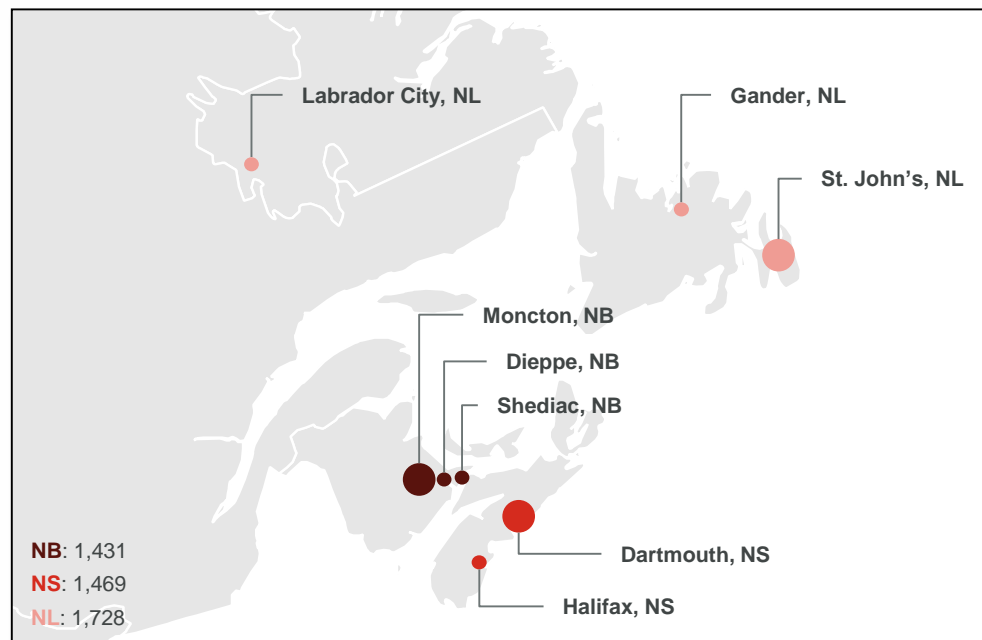 Labrador City, NL
Gander, NL
St. John’s, NL
Moncton, NB
Dieppe, NB
Shediac, NB
Dartmouth, NS
Halifax, NS
NB: 1,431
NS: 1,469
NL: 1,728